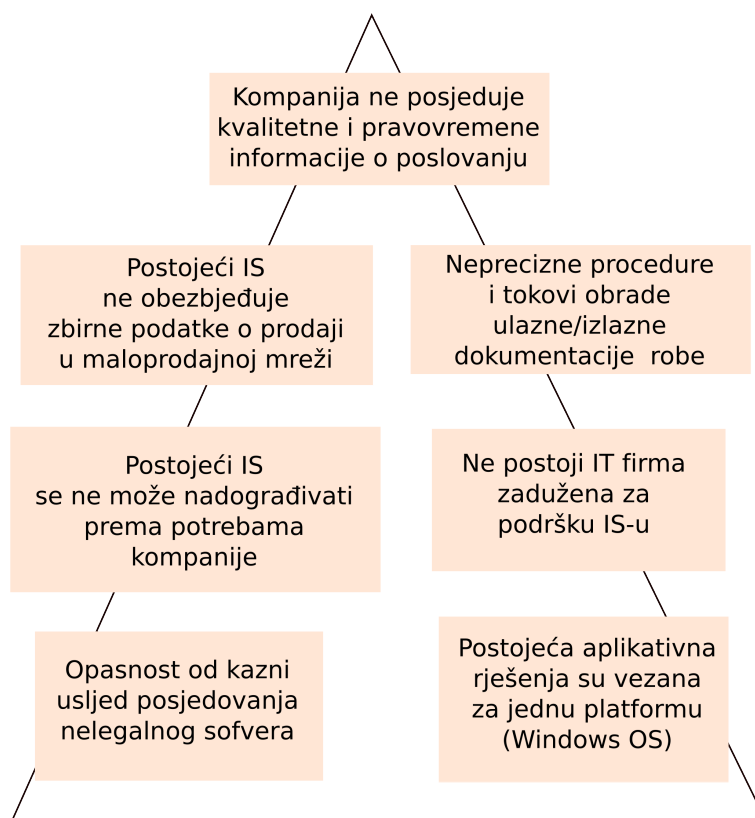 Kompanija ne posjeduje
kvalitetne i pravovremene
informacije o poslovanju
Postojeći IS
ne obezbjeđuje
zbirne podatke o prodaji
u maloprodajnoj mreži
Neprecizne procedure
i tokovi obrade
ulazne/izlazne
dokumentacije  robe
Postojeći IS
se ne može nadograđivati
prema potrebama
kompanije
Ne postoji IT firma
zadužena za
podršku IS-u
Opasnost od kazni
usljed posjedovanja
nelegalnog sofvera
Postojeća aplikativna
rješenja su vezana
za jednu platformu
(Windows OS)